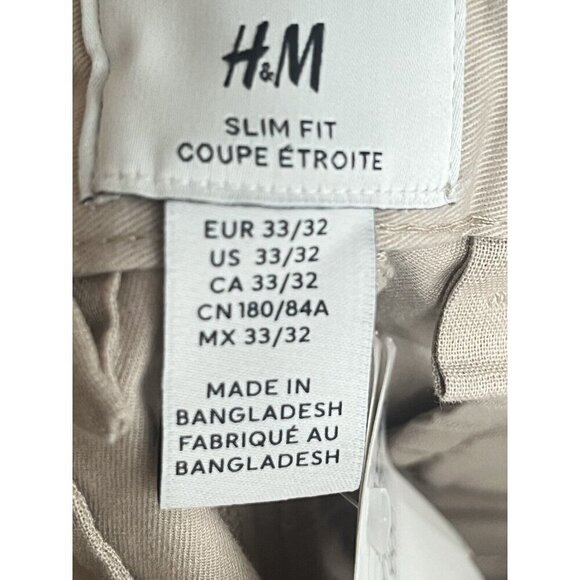 H&M
SLIM FIT
COUPE ÉTROITE
EUR 33/32
US 33/32
CA 33/32
CN 180/84A
MX 33/32
MADE IN
BANGLADESH
FABRIQUÉ AU
BANGLADESH